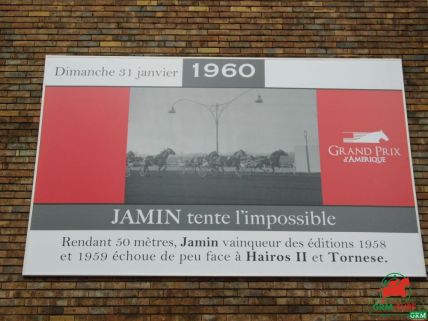 Dimanche 31 janvier 1960
GRAND PRIX
D'AMERIQUE
JAMIN tente l'impossible
Rendant 50 mètres, Jamin vainqueur des éditions 1958
et 1959 échoue de peu face à Hairos II et Tornese.
GRM